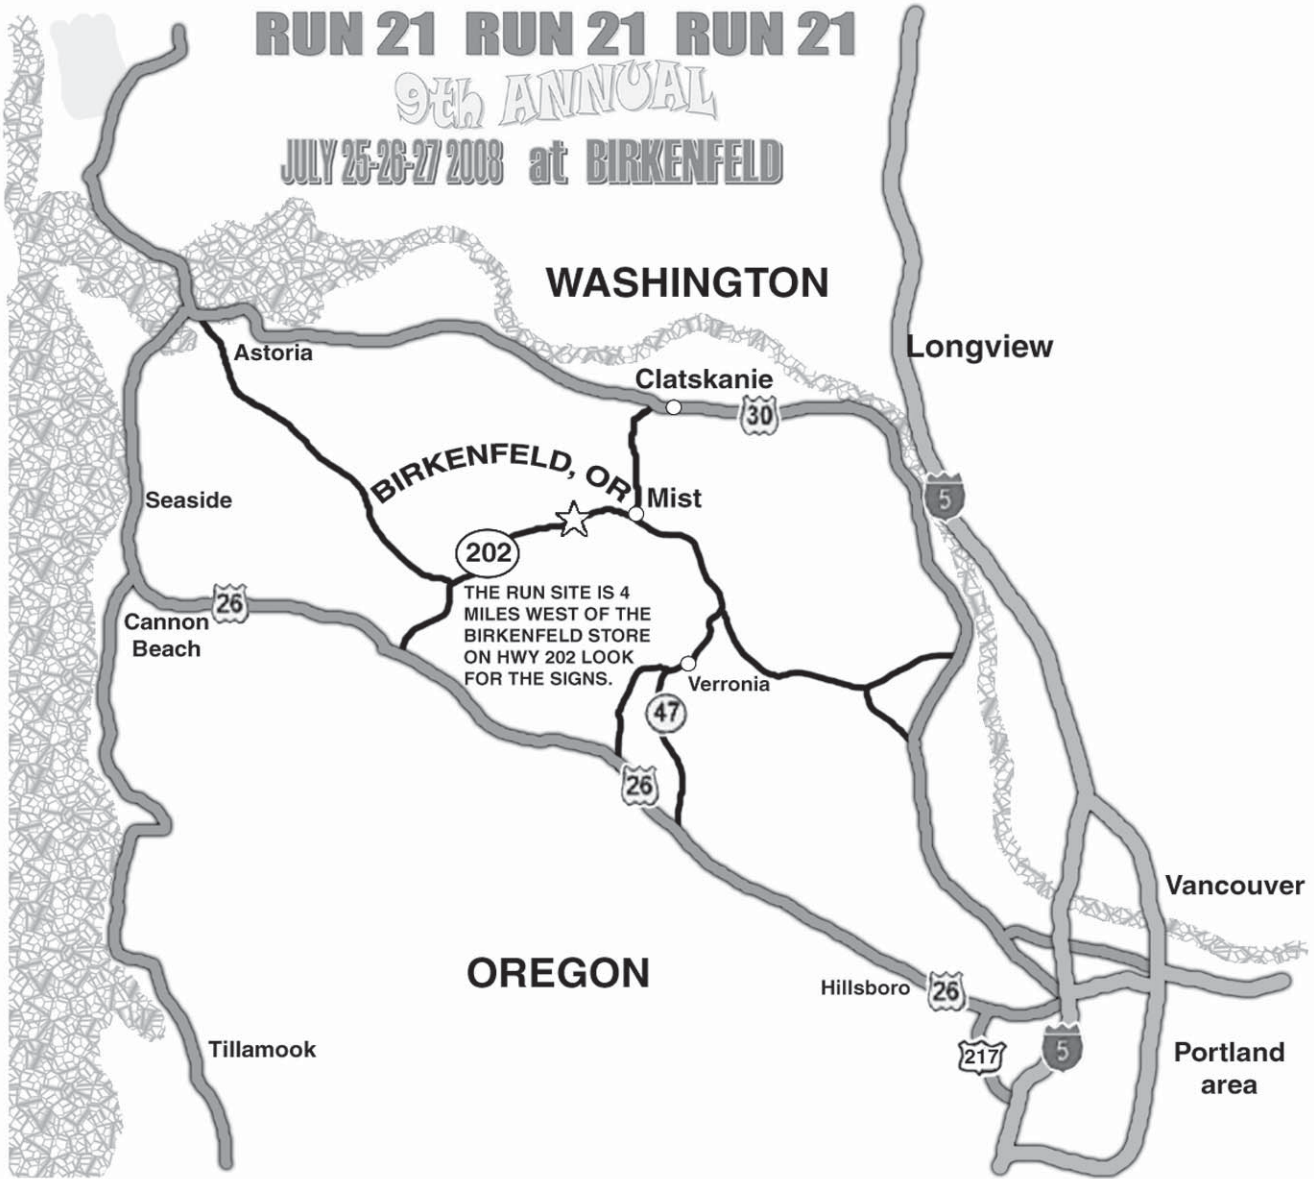 RUN 21 RUN 21 RUN 21
9th ANNUAL
JULY 25-26-27 2008 at BIRKENFELD
WASHINGTON
Longview
Astoria
Clatskanie
30
BIRKENFELD, OR
Mist
5
Seaside
202
26
THE RUN SITE IS 4
MILES WEST OF THE
BIRKENFELD STORE
ON HWY 202 LOOK
FOR THE SIGNS.
Cannon
Beach
Verronia
47
26
Vancouver
OREGON
Hillsboro
26
217
5
Tillamook
Portland
area